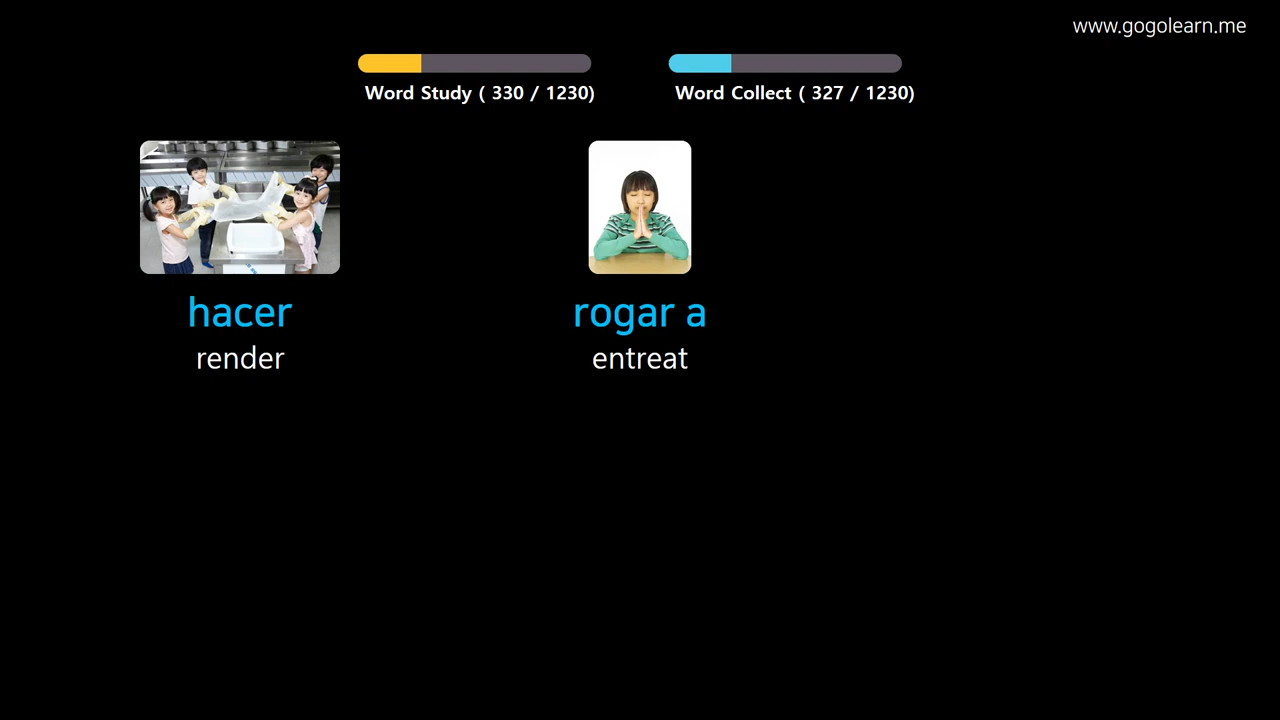 www.gogolearn.me
Word Study ( 330 / 1230)
Word Collect ( 327 / 1230)
hacer
render
rogar a
entreat